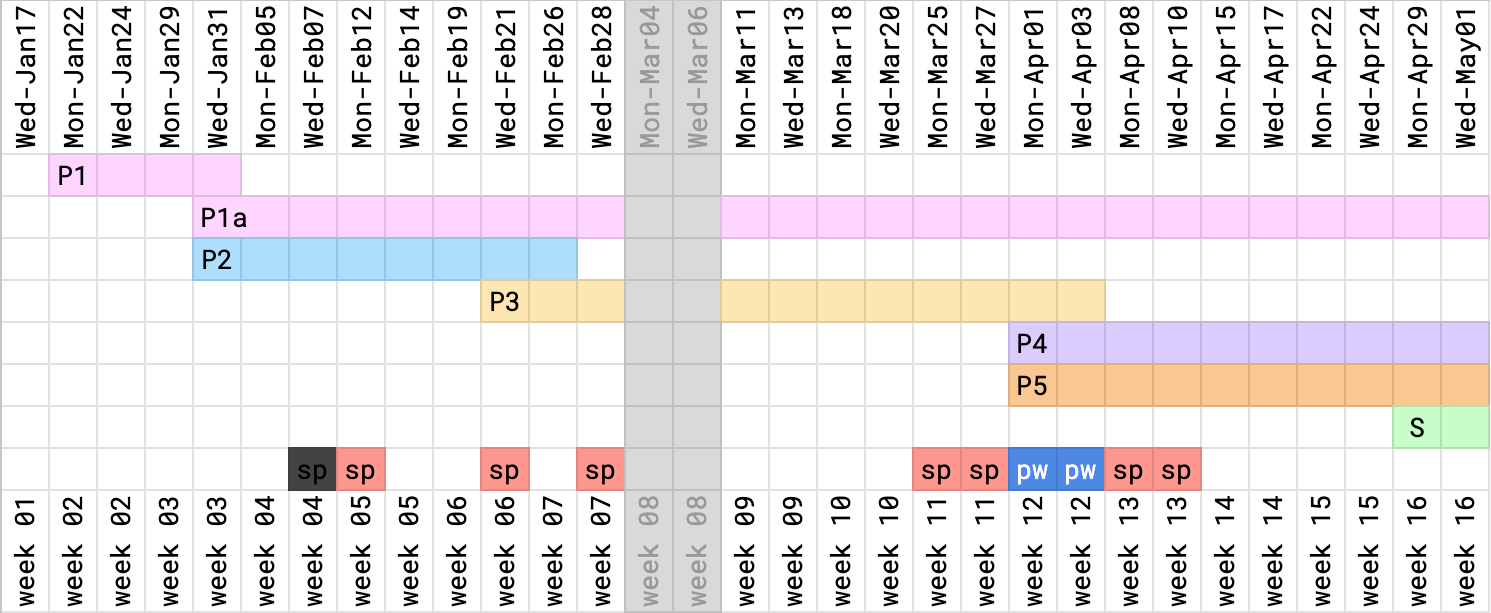 Wed-Jan17 Mon-Jan22 Wed-Jan24 Mon-Jan29 Wed-Jan31 Mon-Feb05 Wed-Feb07 Mon-Feb12 Wed-Feb14 Mon-Feb19 Wed-Feb21 Mon-Feb26 Wed-Feb28 Mon-Mar04 Wed-Mar06 Mon-Mar11 Wed-Mar13 Mon-Mar18 Wed-Mar20 Mon-Mar25 Wed-Mar27 Mon-Apr01 Wed-Apr03 Mon-Apr08 Wed-Apr10 Mon-Apr15 Wed-Apr17 Mon-Apr22 Wed-Apr24 Mon-Apr29 Wed-May01
P1
P1a
P2
P3
P4
P5
S
sp sp sp sp sp sp pw pw sp sp
week 01 week 02 week 02 week 03 week 03 week 04 week 04 week 05 week 05 week 06 week 06 week 07 week 07 week 08 week 08 week 09 week 09 week 10 week 10 week 11 week 11 week 12 week 12 week 13 week 13 week 14 week 14 week 15 week 15 week 16 week 16